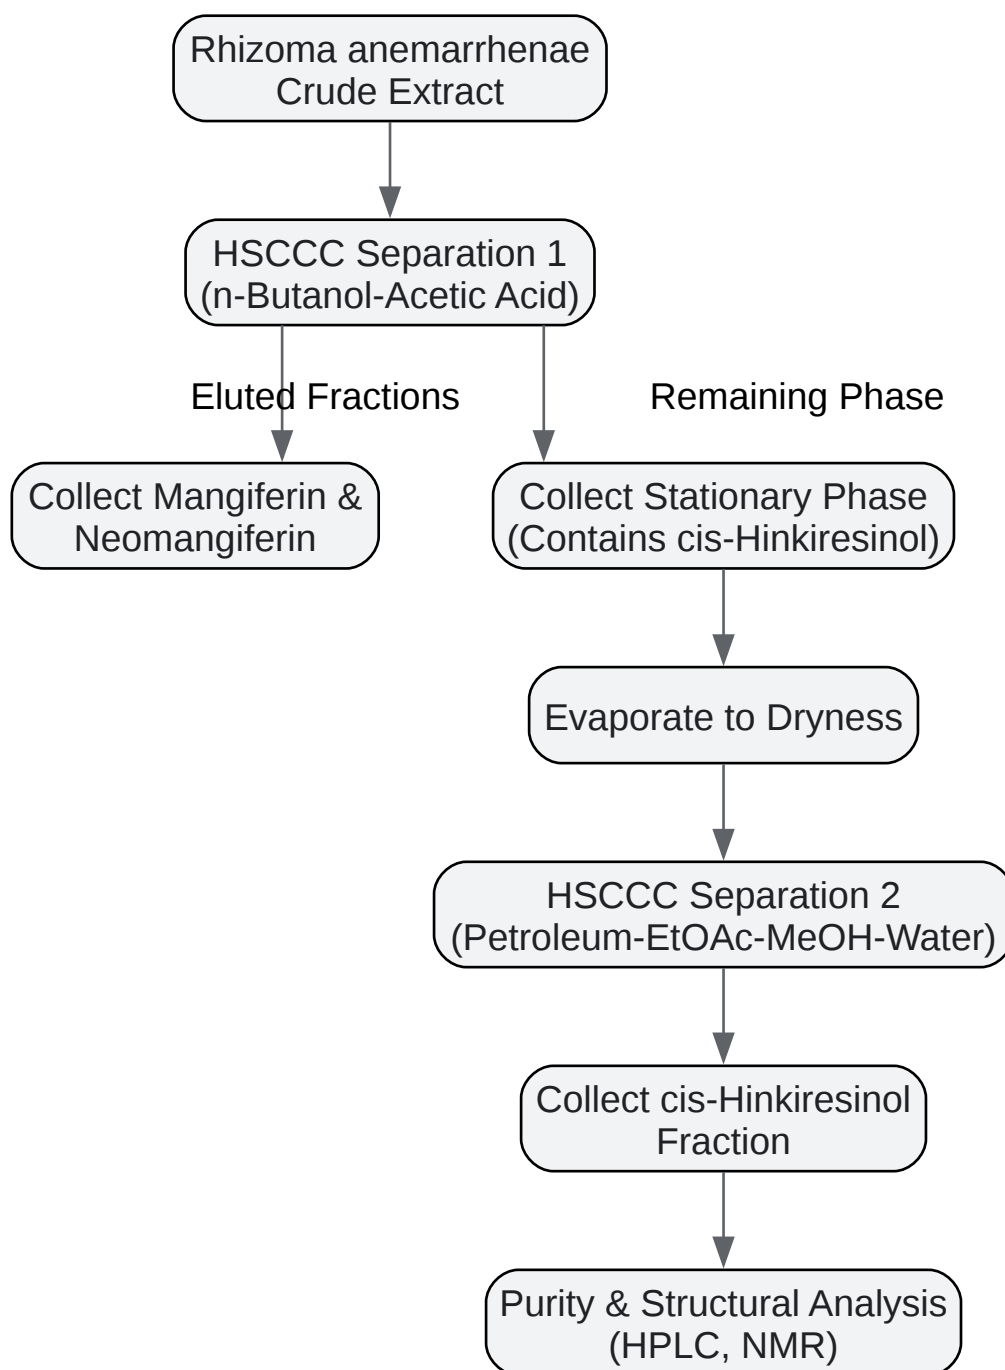 Rhizoma anemarrhenae
Crude Extract
HSCCC Separation 1
(n-Butanol-Acetic Acid)
Eluted Fractions
Remaining Phase
Collect Mangiferin &
Neomangiferin
Collect Stationary Phase
(Contains cis-Hinkiresinol)
Evaporate to Dryness
HSCCC Separation 2
(Petroleum-EtOAc-MeOH-Water)
Collect cis-Hinkiresinol
Fraction
Purity & Structural Analysis
(HPLC, NMR)